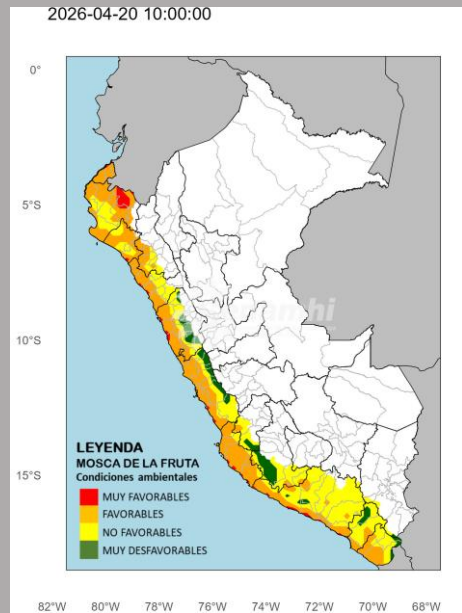 2026-04-20 10:00:00
0°
5°S
10°S
15°S
senamhi
LEYENDA
MOSCA DE LA FRUTA
Condiciones ambientales
MUY FAVORABLES
FAVORABLES
NO FAVORABLES
MUY DESFAVORABLES
82°W 80°W 78°W 76°W 74°W 72°W 70°W 68°W